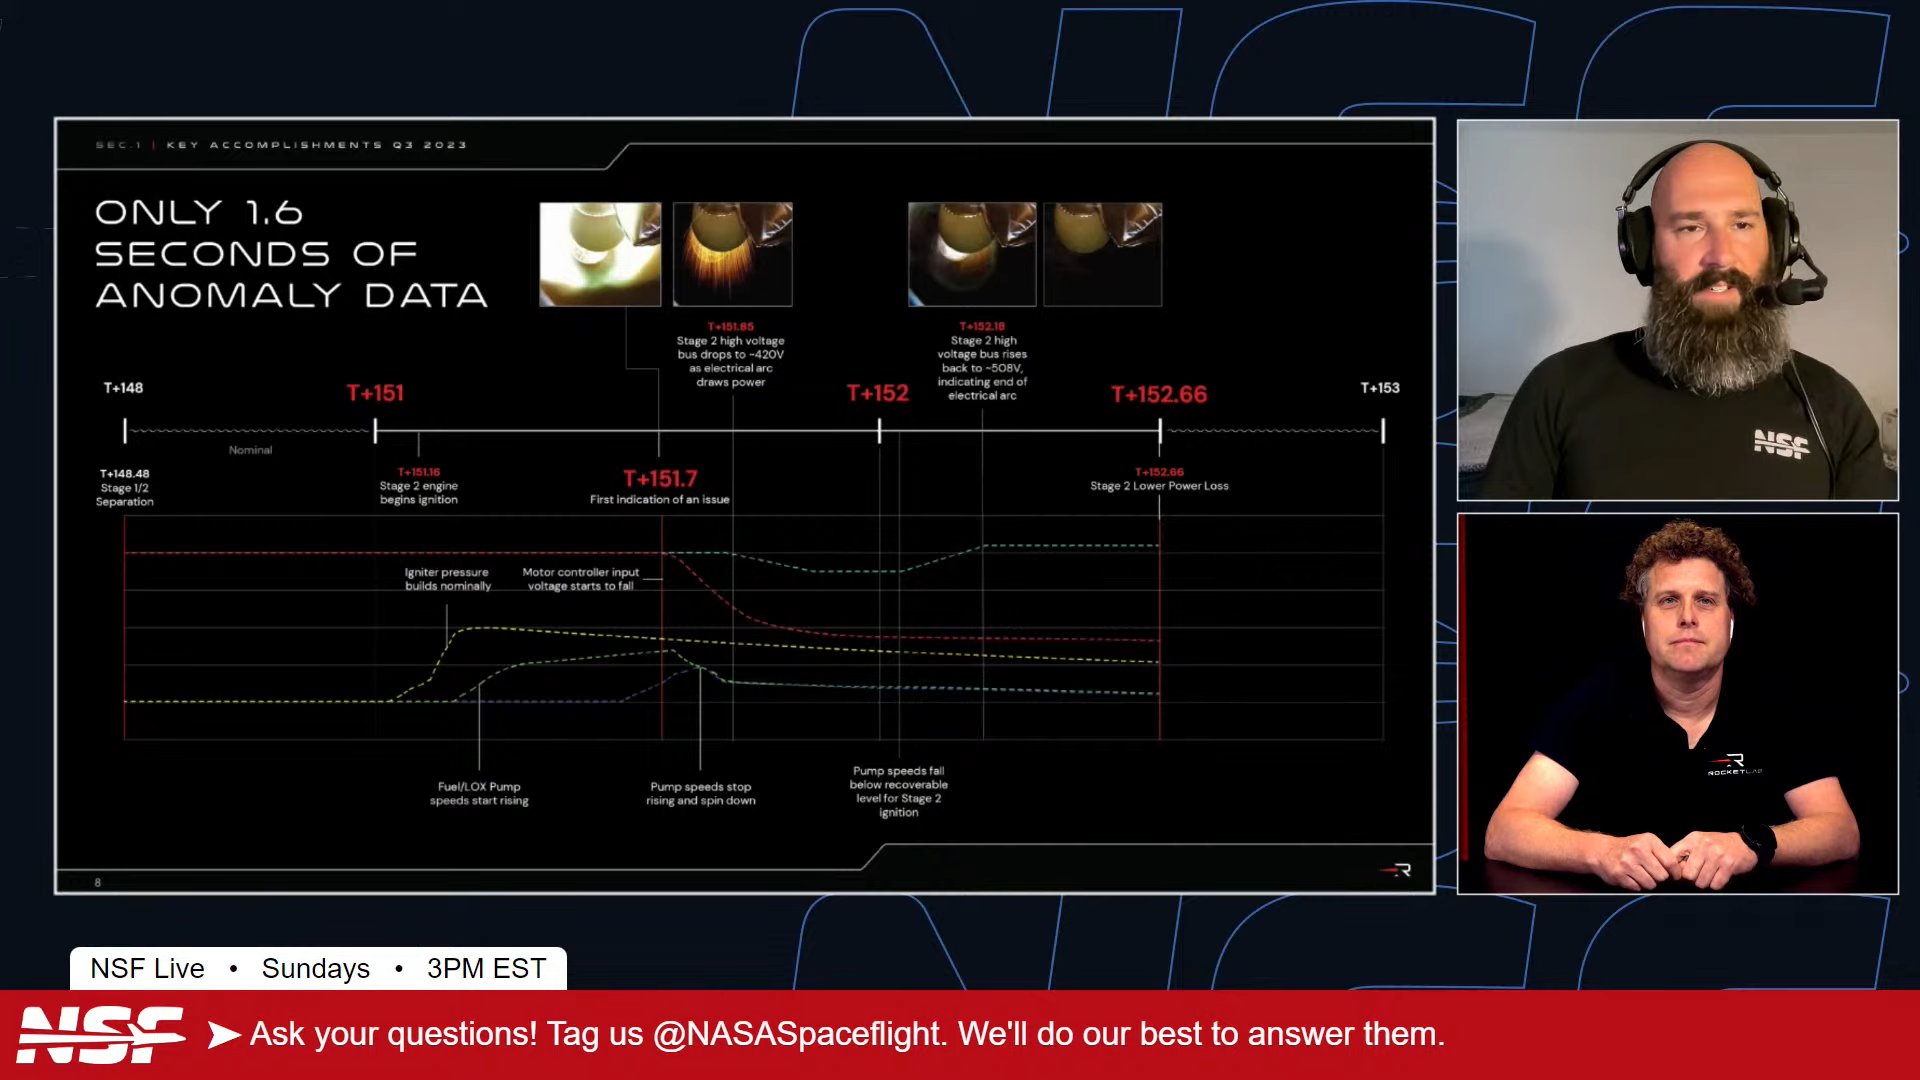 SEC.1 | KEY ACCOMPLISHMENTS Q3 2023
ONLY 1.6
SECONDS OF
ANOMALY DATA
T+151.85
Stage 2 high voltage
bus drops to ~420V
as electrical arc
draws power
T+152.18
Stage 2 high
voltage bus rises
back to ~508V,
indicating end of
electrical arc
T+148
T+151
T+152
T+152.66
T+153
Nominal
T+148.48
Stage 1/2
Separation
T+151.16
Stage 2 engine
begins ignition
T+151.7
First indication of an issue
T+152.66
Stage 2 Lower Power Loss
Igniter pressure
builds nominally
Motor controller input
voltage starts to fall
Fuel/LOX Pump
speeds start rising
Pump speeds stop
rising and spin down
Pump speeds fall
below recoverable
level for Stage 2
ignition
8
R
NSF
R
ROCKETLAB
NSF Live • Sundays • 3PM EST
NSF
Ask your questions! Tag us @NASASpaceflight. We'll do our best to answer them.